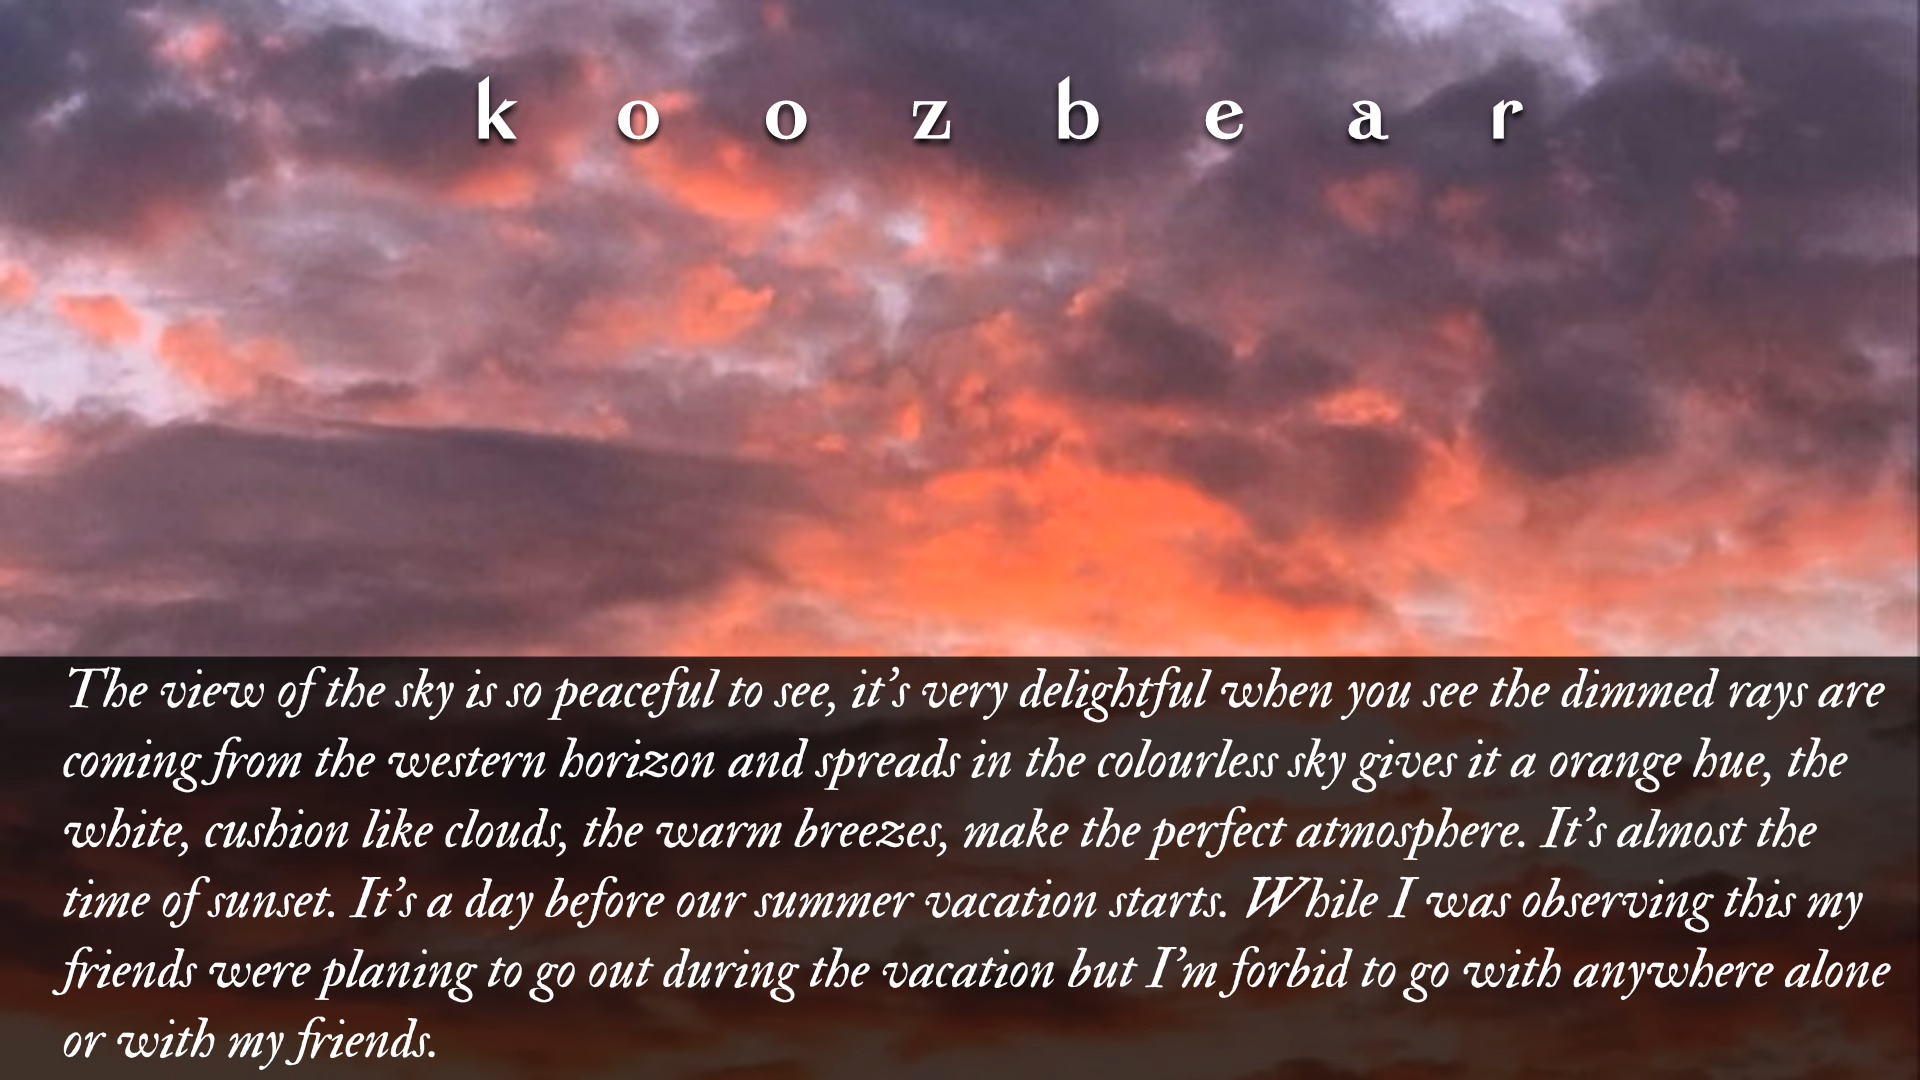 koozbear
The view of the sky is so peaceful to see, it's very delightful when you see the dimmed rays are
coming from the western horizon and spreads in the colourless sky gives it a orange hue, the
white, cushion like clouds, the warm breezes, make the perfect atmosphere. It's almost the
time of sunset. It's a day before our summer vacation starts. While I was observing this my
friends were planing to go out during the vacation but I'm forbid to go with anywhere alone
or with my friends.